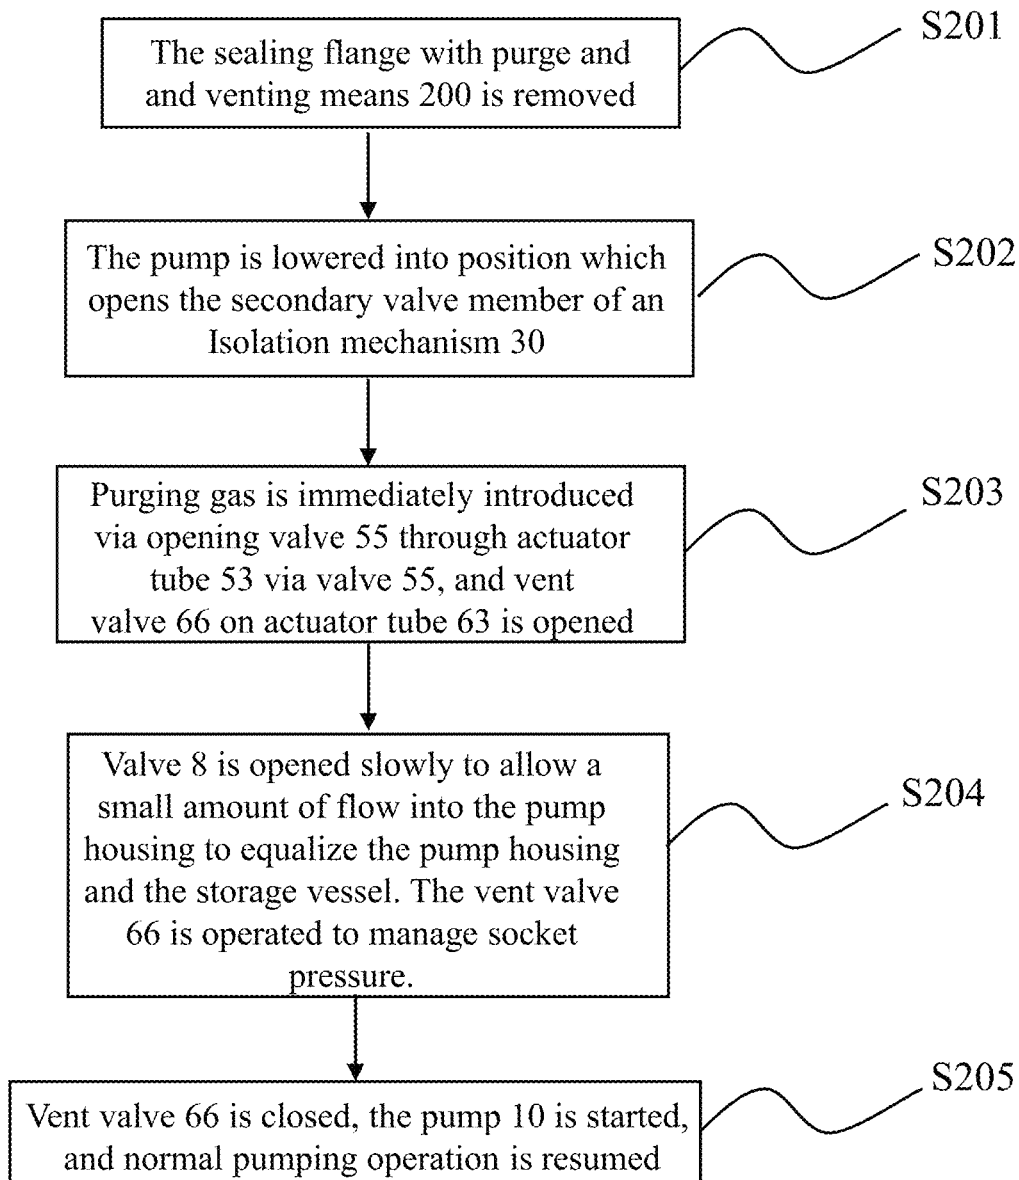 The sealing flange with purge and
and venting means 200 is removed
S201
The pump is lowered into position which
opens the secondary valve member of an
Isolation mechanism 30
S202
Purging gas is immediately introduced
via opening valve 55 through actuator
tube 53 via valve 55, and vent
valve 66 on actuator tube 63 is opened
S203
Valve 8 is opened slowly to allow a
small amount of flow into the pump
housing to equalize the pump housing
and the storage vessel. The vent valve
66 is operated to manage socket
pressure.
S204
Vent valve 66 is closed, the pump 10 is started,
and normal pumping operation is resumed
S205